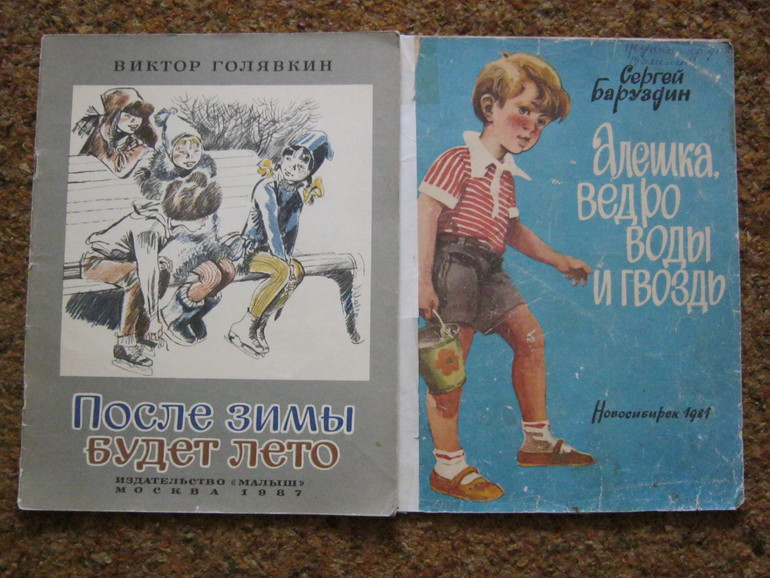 ВИКТОР ГОЛЯВКИН
После зимы
будет лето
ИЗДАТЕЛЬСТВО «МАЛЫШ»
МОСКВА 1987
Сергей
Баруздин
Алешка,
ведро
воды
и гвоздь
Новосибирск 1981